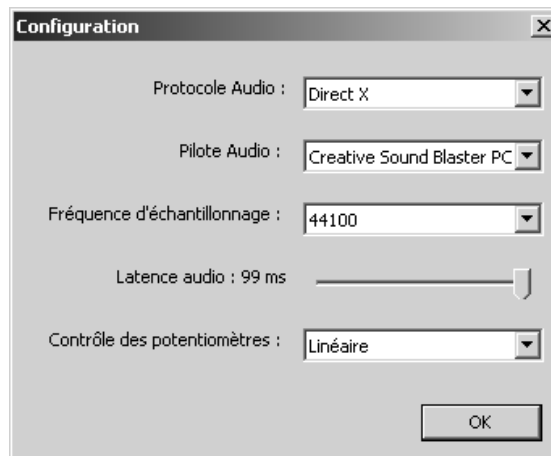 Configuration
Protocole Audio : Direct X
Pilote Audio : Creative Sound Blaster PC
Fréquence d'échantillonnage : 44100
Latence audio : 99 ms
Contrôle des potentiomètres : Linéaire
OK